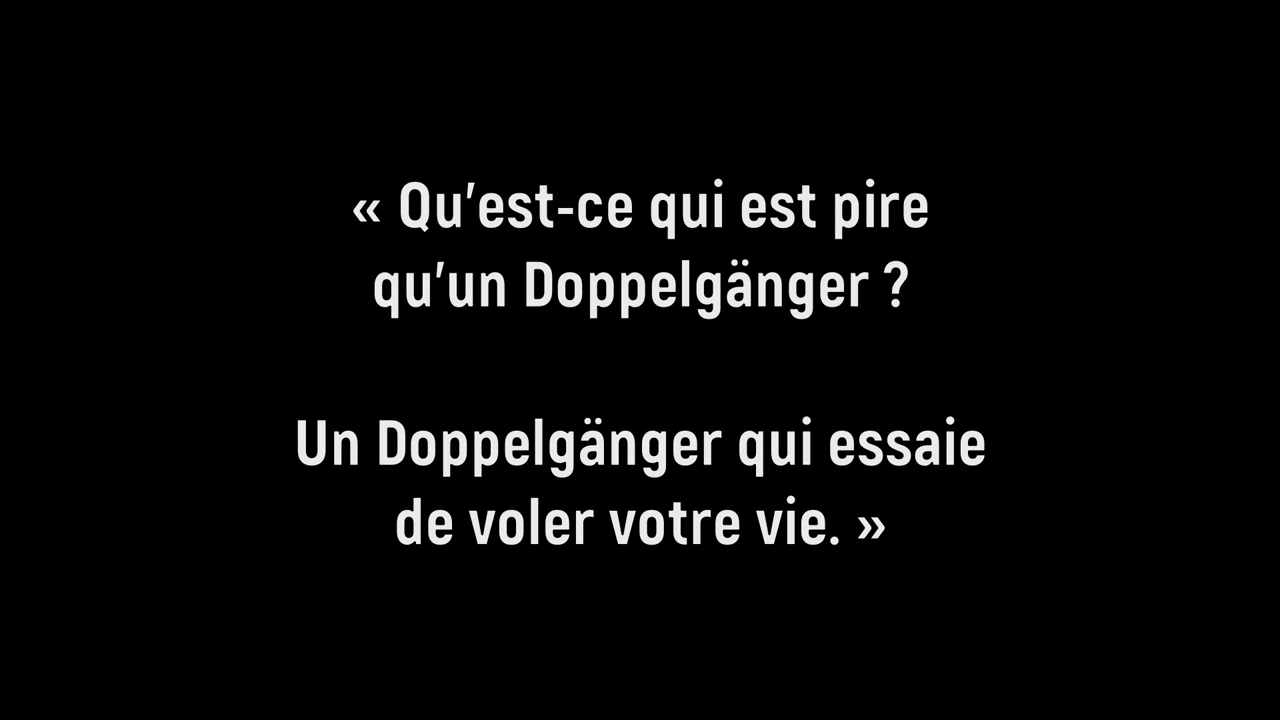 « Qu’est-ce qui est pire
qu’un Doppelgänger ?
Un Doppelgänger qui essaie
de voler votre vie. »